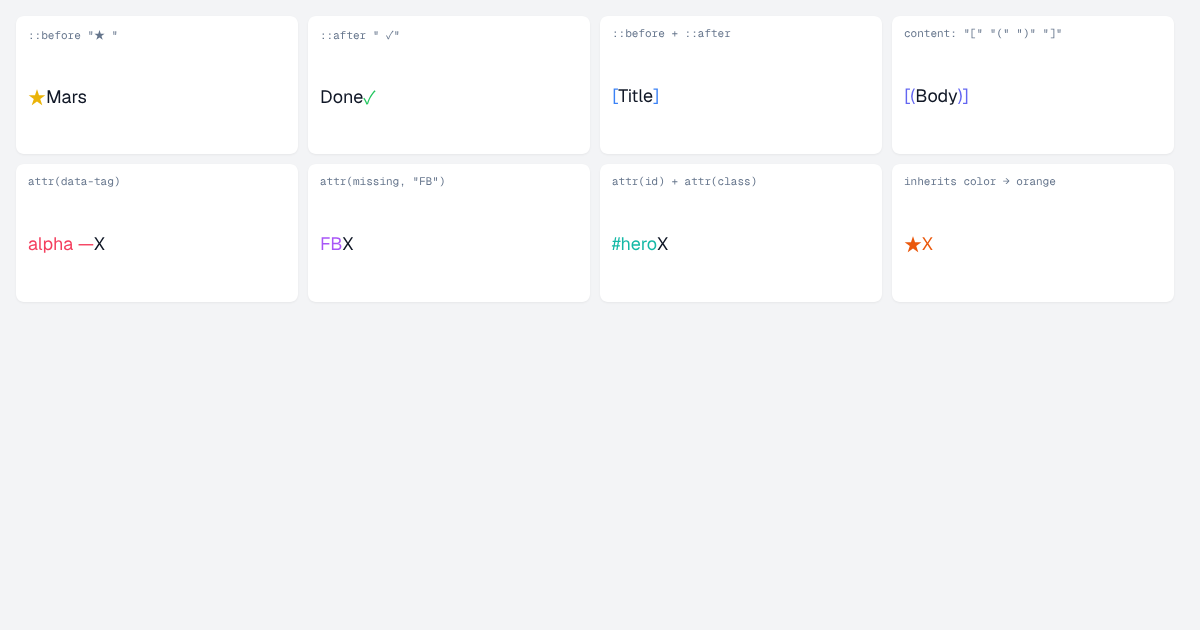 ::before "★ "
★Mars
::after " ✓"
Done✓
::before + ::after
[Title]
content: "[" "(" ")" "]"
[(Body)]
attr(data-tag)
alpha —X
attr(missing, "FB")
FBX
attr(id) + attr(class)
#heroX
inherits color → orange
★X